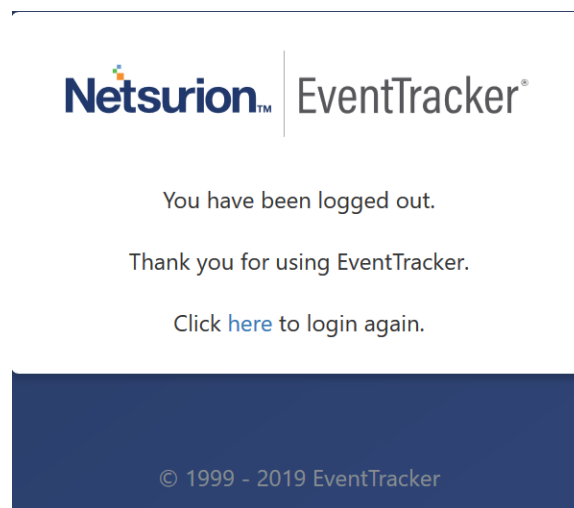 Netsurion™ EventTracker®
You have been logged out.
Thank you for using EventTracker.
Click here to login again.
© 1999 - 2019 EventTracker